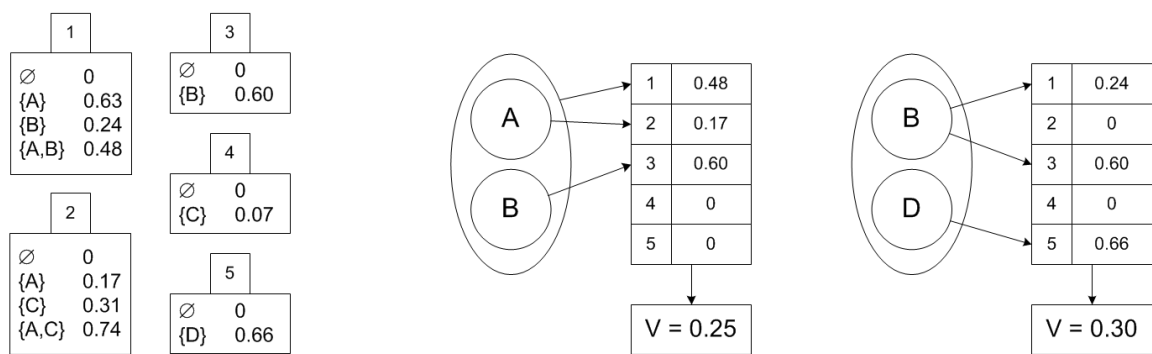 1
∅ 0
{A} 0.63
{B} 0.24
{A,B} 0.48
2
∅ 0
{A} 0.17
{C} 0.31
{A,C} 0.74
3
∅ 0
{B} 0.60
4
∅ 0
{C} 0.07
5
∅ 0
{D} 0.66
A
B
1 0.48
2 0.17
3 0.60
4 0
5 0
V = 0.25
B
D
1 0.24
2 0
3 0.60
4 0
5 0.66
V = 0.30